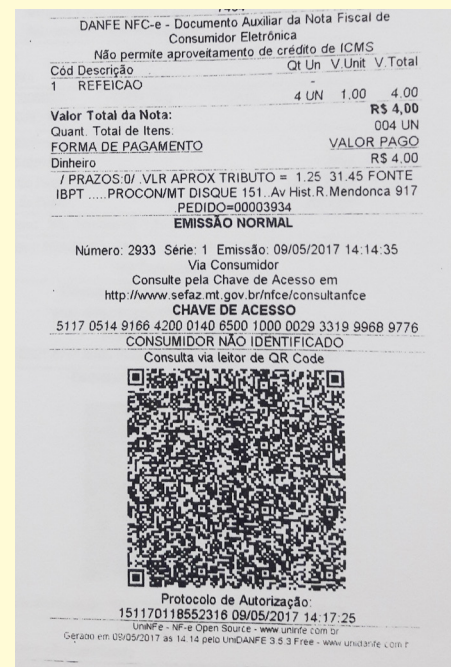 DANFE NFC-e - Documento Auxiliar da Nota Fiscal de
Consumidor Eletrônica
Não permite aproveitamento de crédito de ICMS
Cód Descrição Qt Un V.Unit V.Total
1 REFEICAO -
4 UN 1,00 4.00
Valor Total da Nota: R$ 4,00
Quant. Total de Itens: 004 UN
FORMA DE PAGAMENTO VALOR PAGO
Dinheiro R$ 4.00
/ PRAZOS:0/ .VLR APROX TRIBUTO = 1.25 31.45 FONTE
IBPT .....PROCON/MT DISQUE 151..Av Hist.R.Mendonca 917
.PEDIDO=00003934
EMISSÃO NORMAL
Número: 2933 Série: 1 Emissão: 09/05/2017 14:14:35
Via Consumidor
Consulte pela Chave de Acesso em
http://www.sefaz.mt.gov.br/nfce/consultanfce
CHAVE DE ACESSO
5117 0514 9166 4200 0140 6500 1000 0029 3319 9968 9776
CONSUMIDOR NÃO IDENTIFICADO
Consulta via leitor de QR Code
Protocolo de Autorização:
151170118552316 09/05/2017 14:17:25
UniNFe - NF-e Open Source - www.uninfe.com.br
Gerado em 09/05/2017 as 14:14 pelo UniDANFE 3.5.3 Free - www.unidanfe.com.r